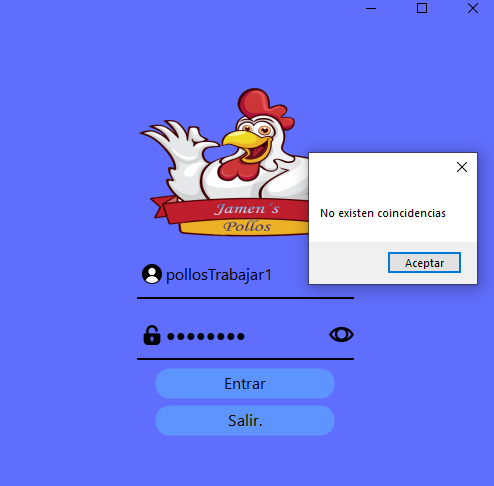 Jamen´s
Pollos
No existen coincidencias
Aceptar
pollosTrabajar1
Entrar
Salir.